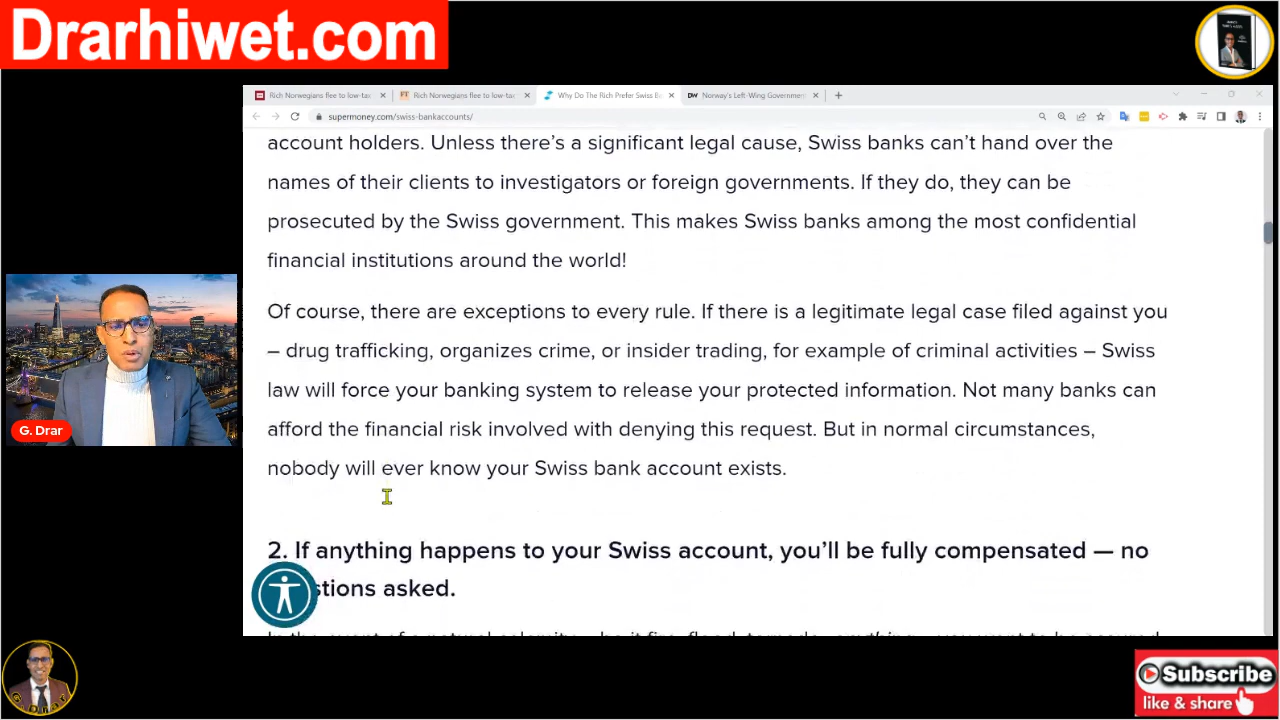 Drarhiwet.com
Rich Norwegians flee to low-tax
Rich Norwegians flee to low-tax
Why Do The Rich Prefer Swiss Ba
Norway's Left-Wing Government
supermoney.com/swiss-bankaccounts/
account holders. Unless there’s a significant legal cause, Swiss banks can’t hand over the
names of their clients to investigators or foreign governments. If they do, they can be
prosecuted by the Swiss government. This makes Swiss banks among the most confidential
financial institutions around the world!
Of course, there are exceptions to every rule. If there is a legitimate legal case filed against you
– drug trafficking, organizes crime, or insider trading, for example of criminal activities – Swiss
law will force your banking system to release your protected information. Not many banks can
afford the financial risk involved with denying this request. But in normal circumstances,
nobody will ever know your Swiss bank account exists.
2. If anything happens to your Swiss account, you’ll be fully compensated — no
stions asked.
G. Drar
G. Drar
Subscribe
like & share